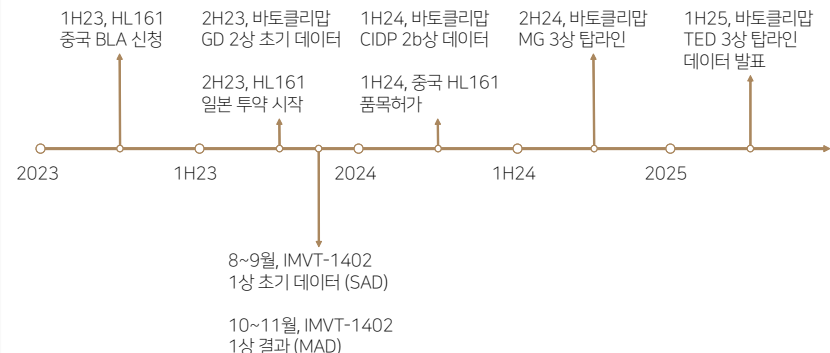 1H23, HL161
중국 BLA 신청
2H23, 바토클리맙
GD 2상 초기 데이터
2H23, HL161
일본 투약 시작
1H24, 바토클리맙
CIDP 2b상 데이터
1H24, 중국 HL161
품목허가
2H24, 바토클리맙
MG 3상 탑라인
1H25, 바토클리맙
TED 3상 탑라인
데이터 발표
2023
1H23
2024
1H24
2025
8~9월, IMVT-1402
1상 초기 데이터 (SAD)
10~11월, IMVT-1402
1상 결과 (MAD)